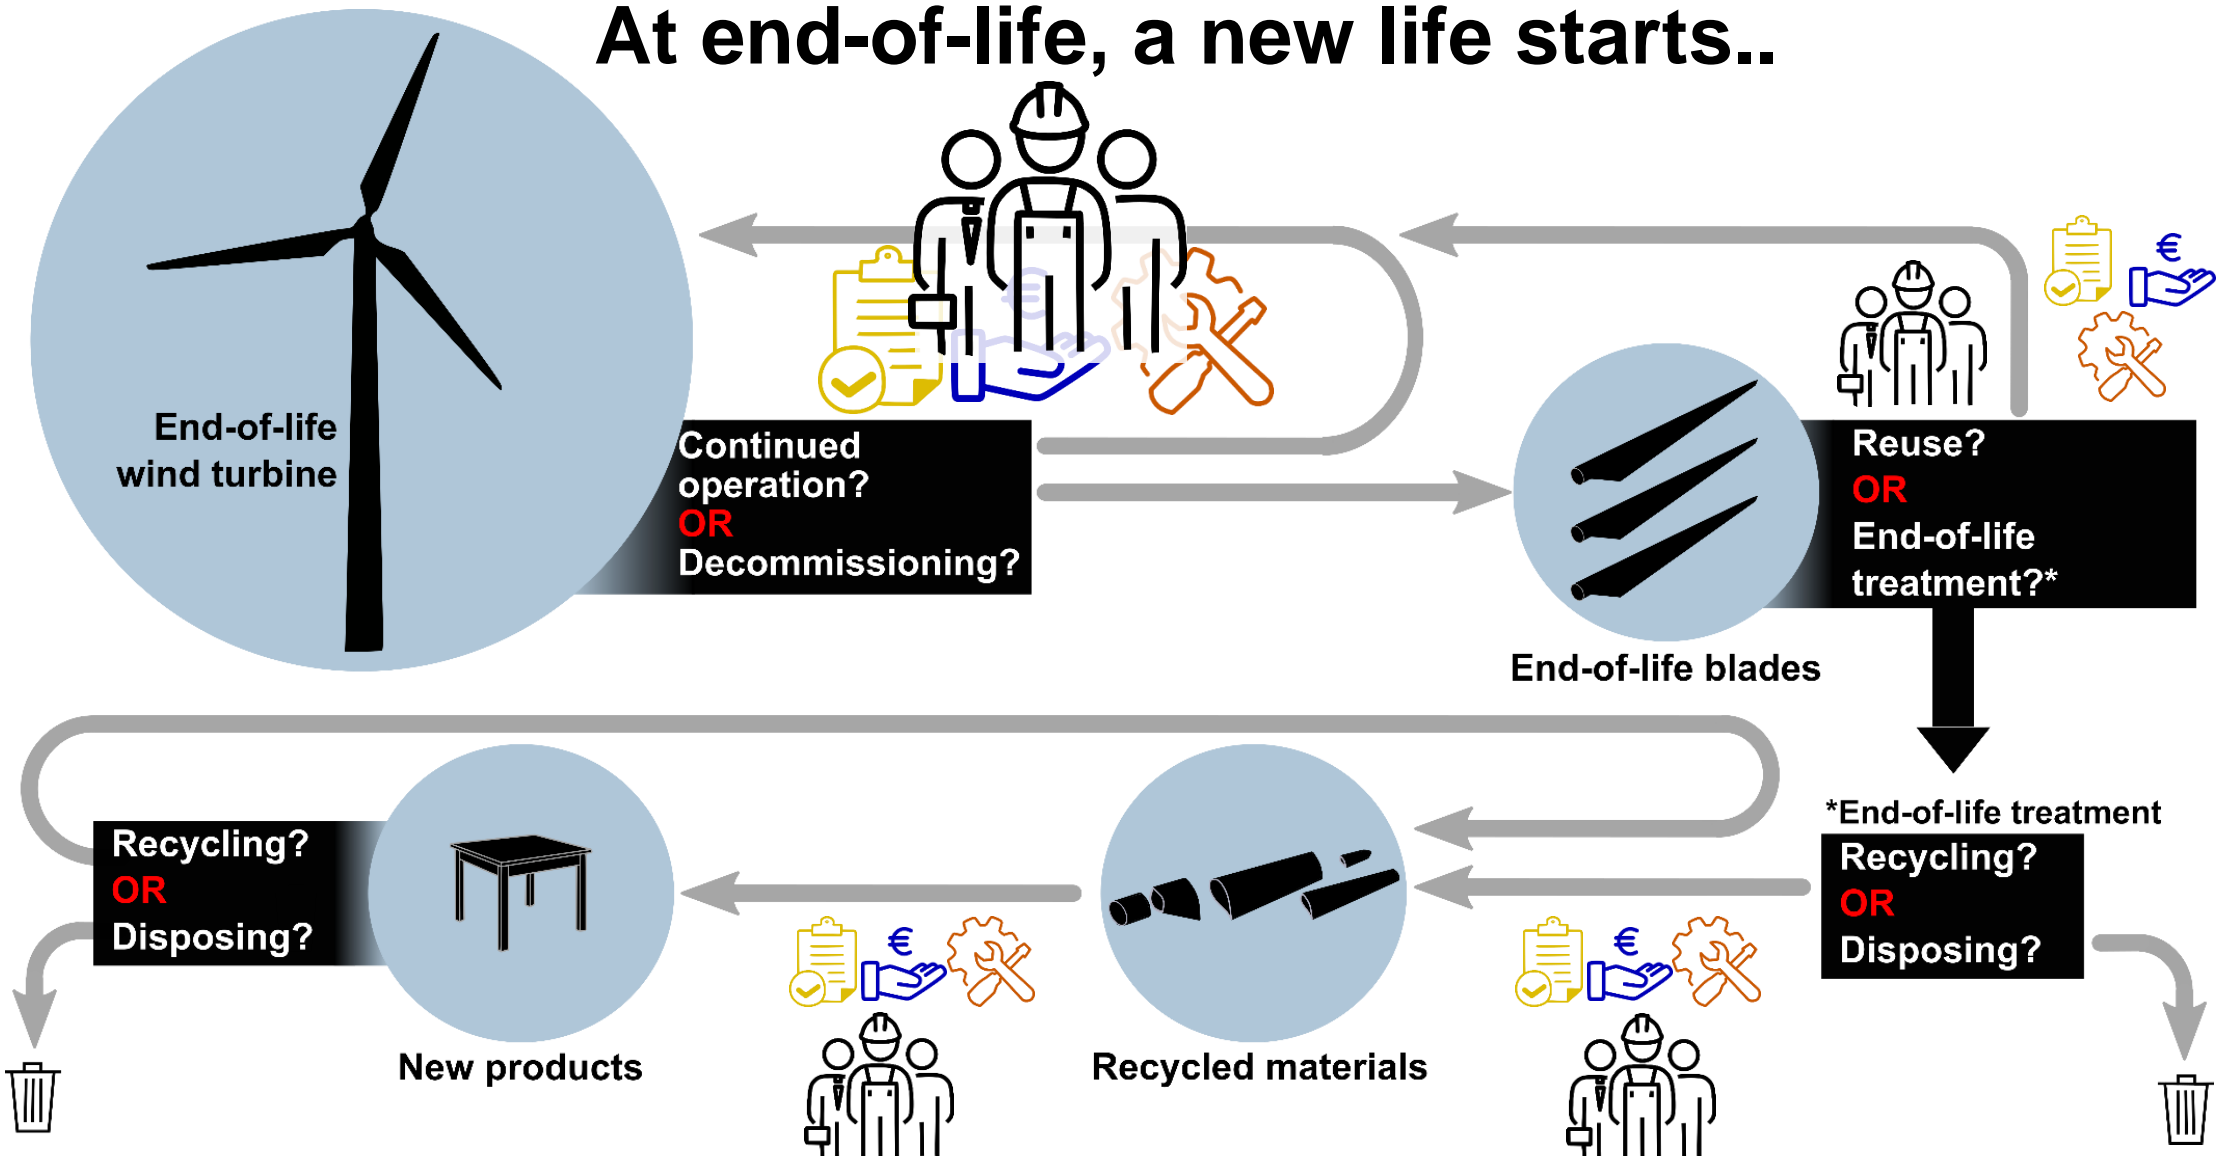 At end-of-life, a new life starts..
End-of-life
wind turbine
Continued
operation?
OR
Decommissioning?
€
€
Reuse?
OR
End-of-life
treatment?*
End-of-life blades
*End-of-life treatment
Recycling?
OR
Disposing?
€
Recycled materials
€
New products
Recycling?
OR
Disposing?